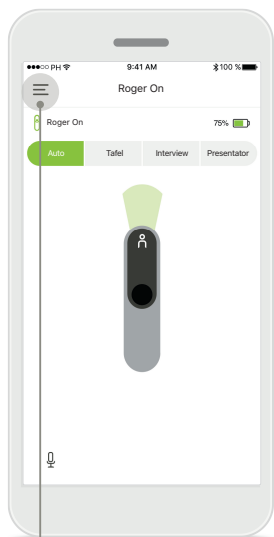 PH 9:41 AM 100 %
Roger On
Roger On 75%
Auto Tafel Interview Presentator